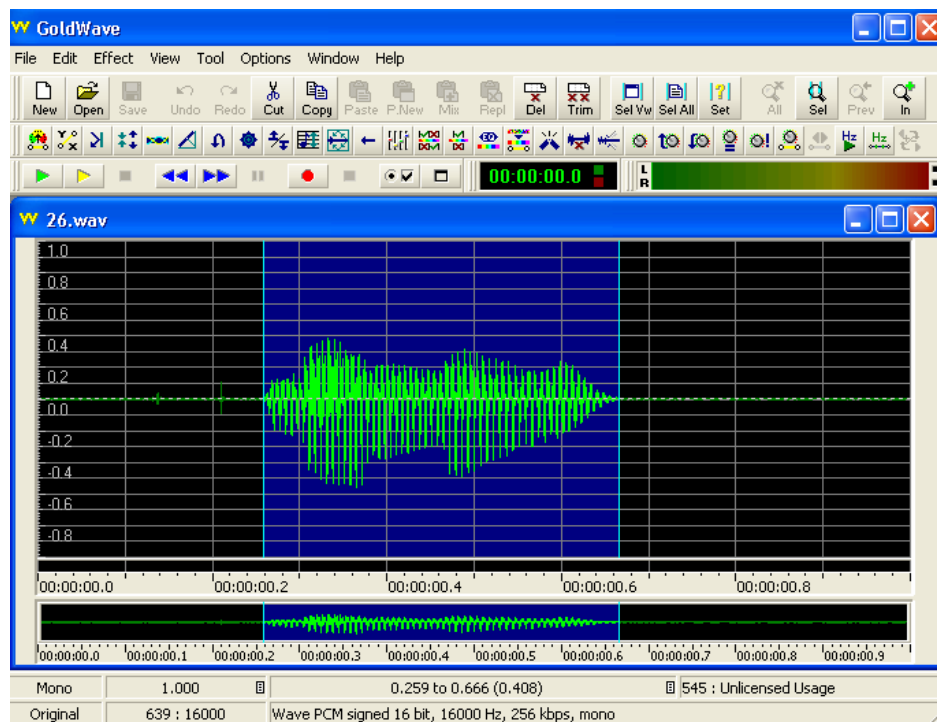 GoldWave
File Edit Effect View Tool Options Window Help
New Open Save Undo Redo Cut Copy Paste P.New Mix Repl Del Trim Sel Vw Sel All Set All Sel Prev In
00:00:00.0 L
R
26.wav
1.0
0.8
0.6
0.4
0.2
0.0
-0.2
-0.4
-0.6
-0.8
00:00:00.0 00:00:00.2 00:00:00.4 00:00:00.6 00:00:00.8
00:00:00.0 00:00:00.1 00:00:00.2 00:00:00.3 00:00:00.4 00:00:00.5 00:00:00.6 00:00:00.7 00:00:00.8 00:00:00.9
Mono 1.000 0.259 to 0.666 (0.408) 545 : Unlicensed Usage
Original 639 : 16000 Wave PCM signed 16 bit, 16000 Hz, 256 kbps, mono